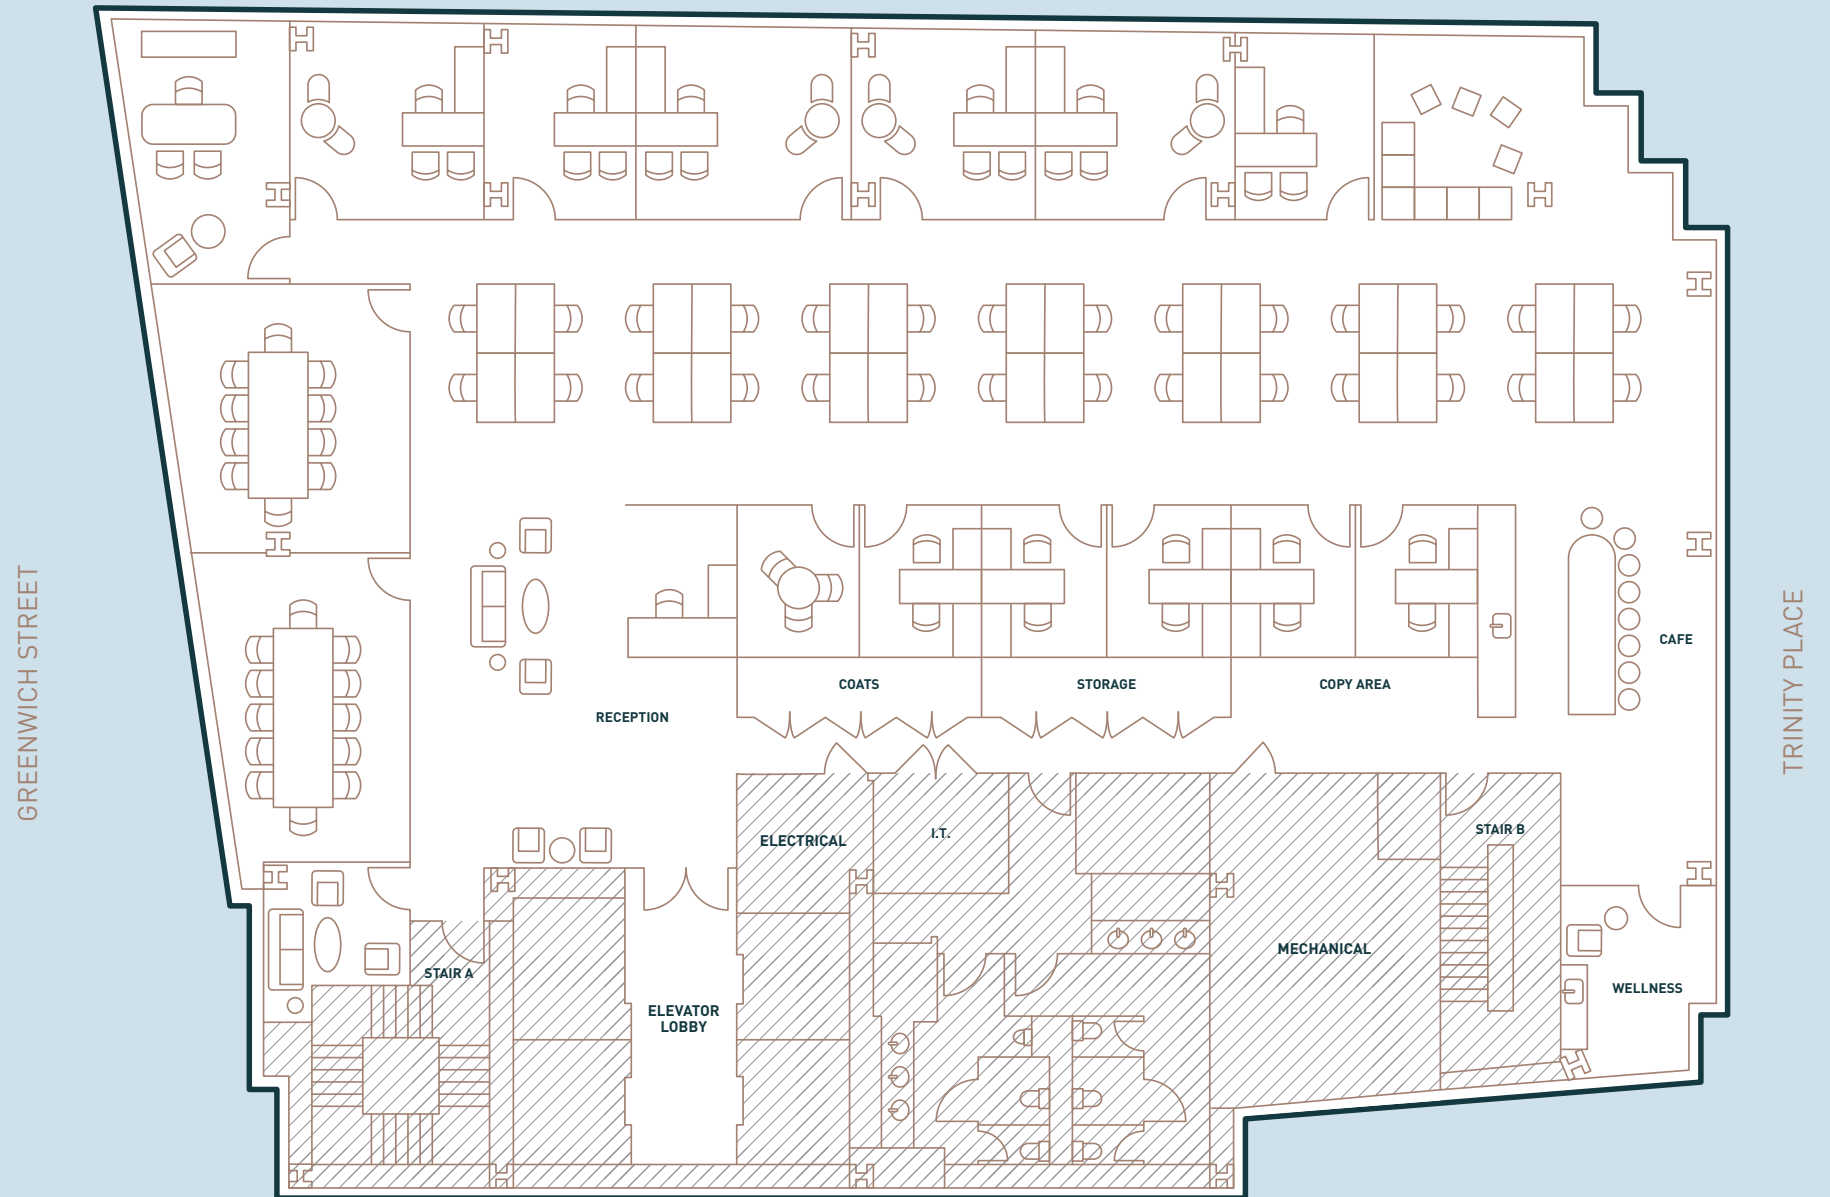 GREENWICH STREET
TRINITY PLACE
CAFE
COATS
STORAGE
COPY AREA
RECEPTION
ELECTRICAL
I.T.
STAIR B
MECHANICAL
STAIR A
WELLNESS
ELEVATOR
LOBBY